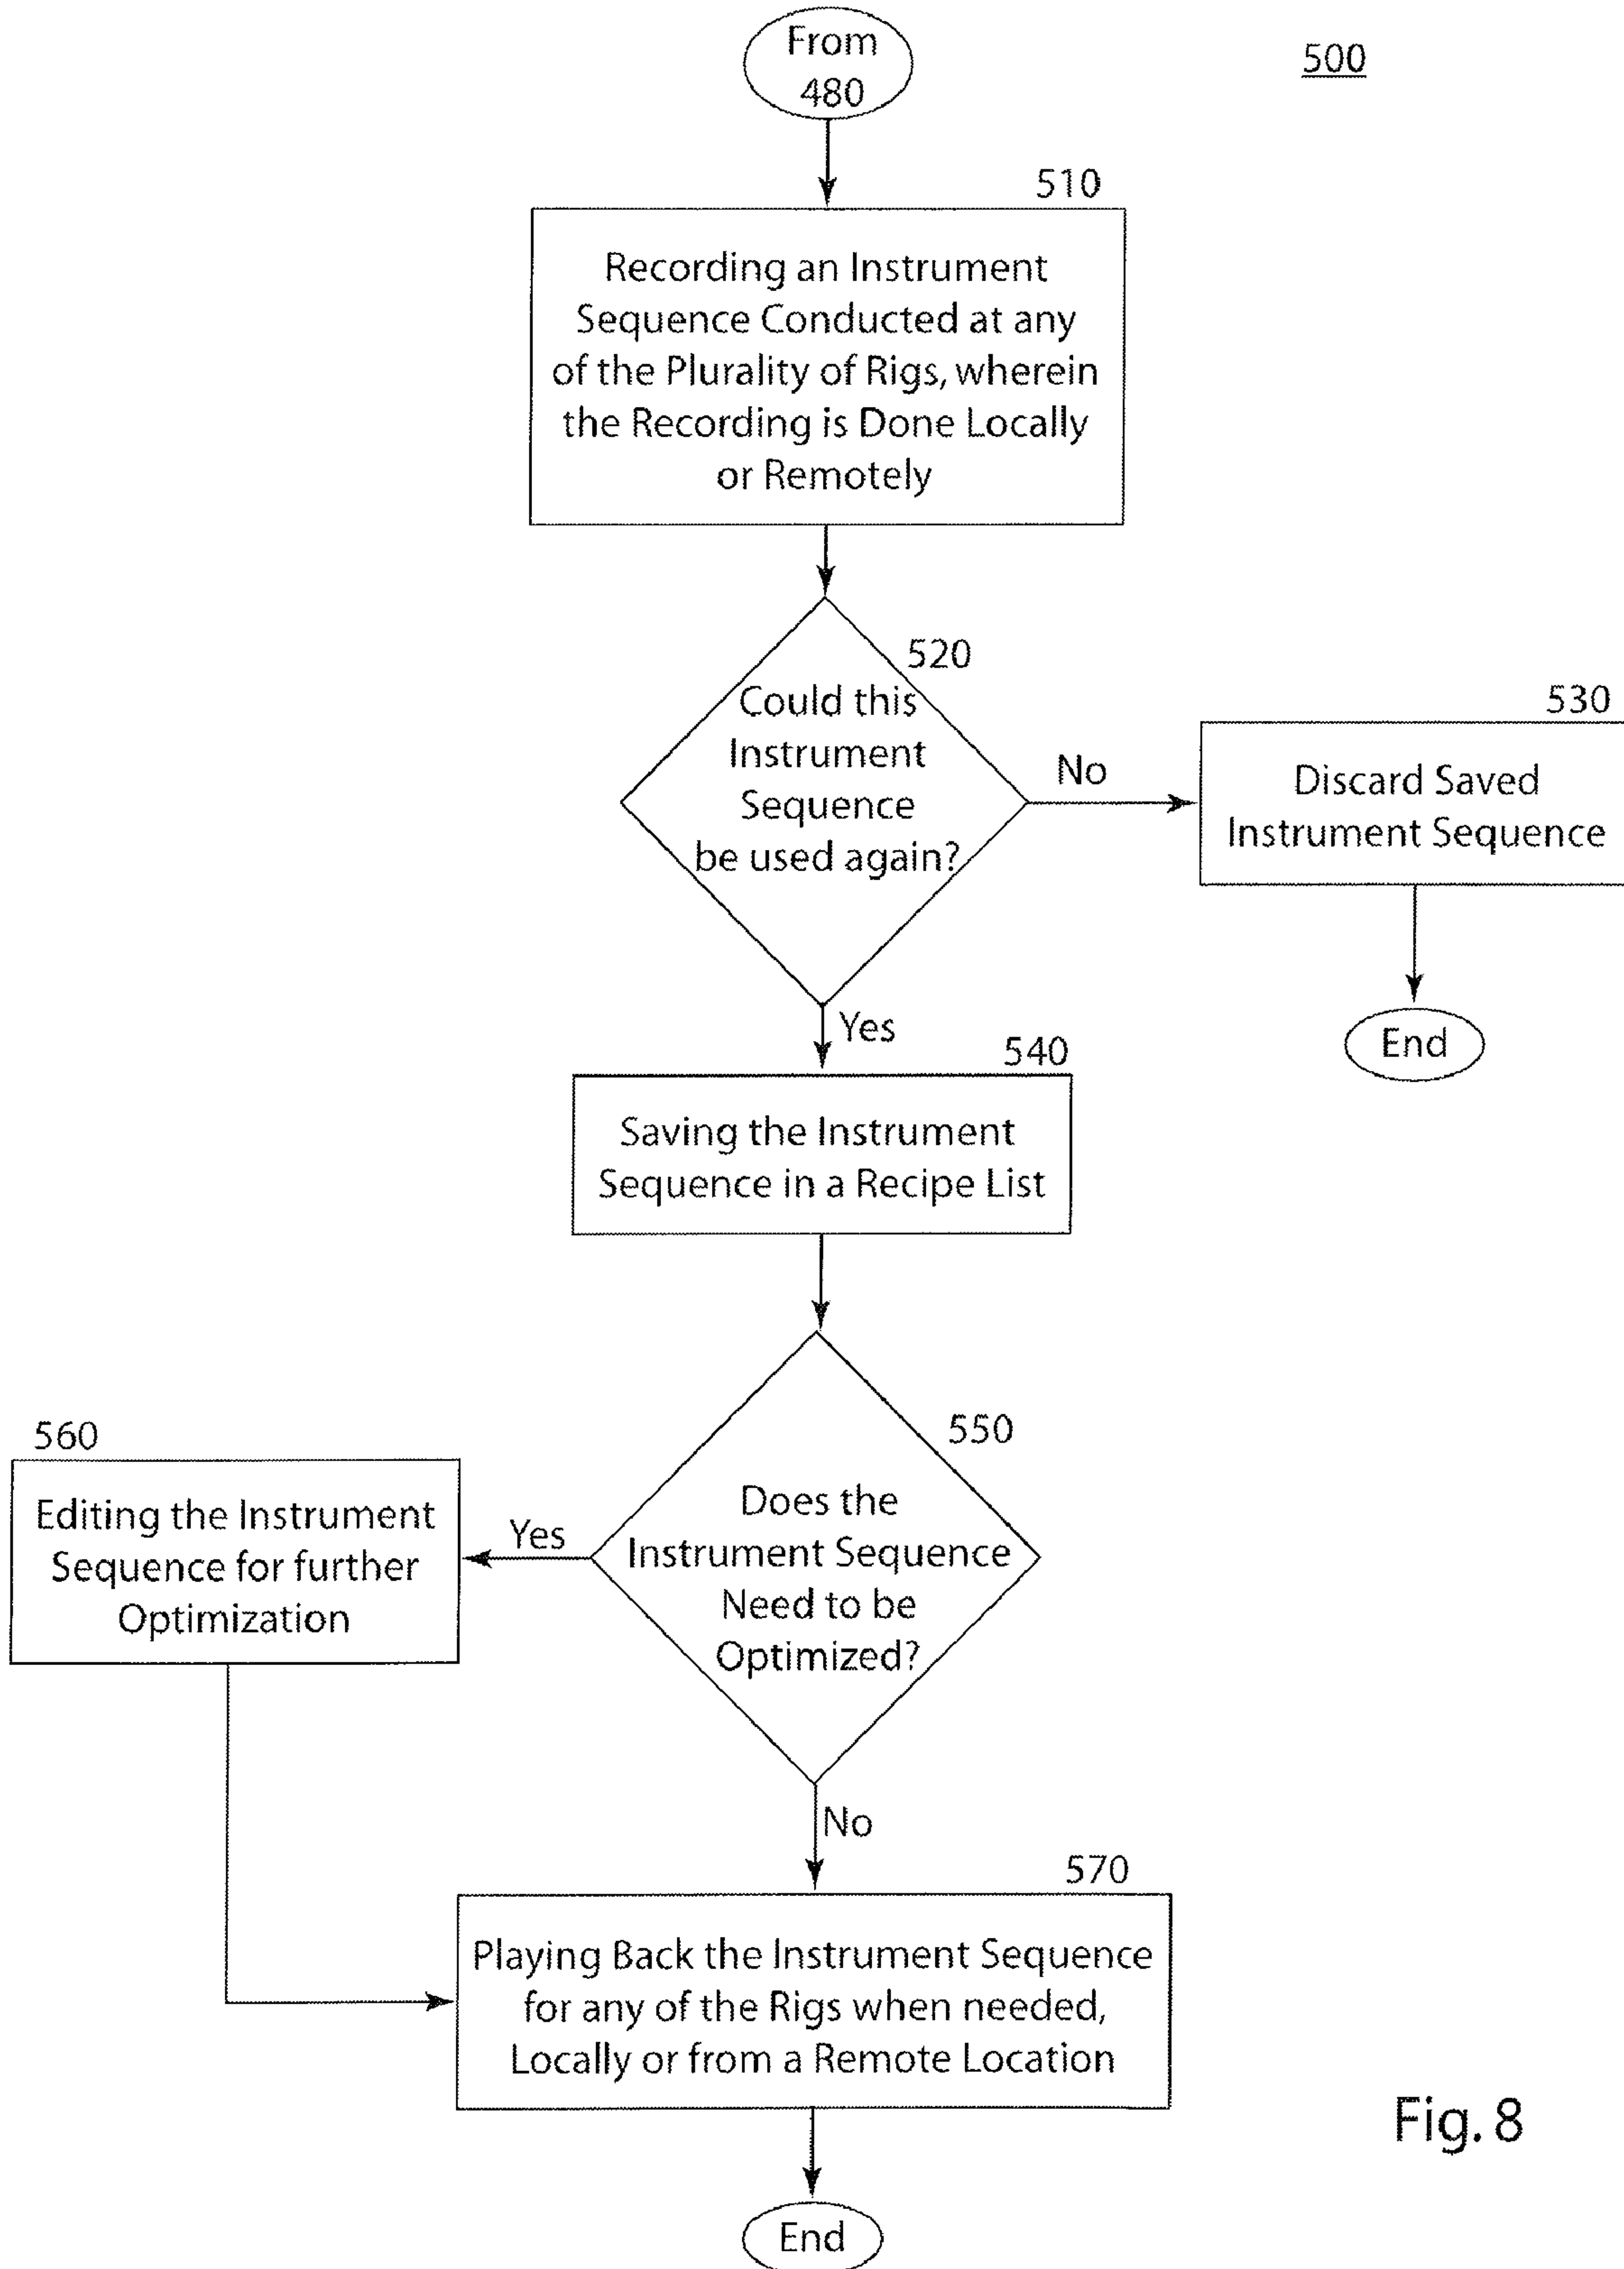 From
480
500
510
Recording an Instrument
Sequence Conducted at any
of the Plurality of Rigs, wherein
the Recording is Done Locally
or Remotely
520
Could this
Instrument
Sequence
be used again?
No
530
Discard Saved
Instrument Sequence
End
Yes
540
Saving the Instrument
Sequence in a Recipe List
550
Does the
Instrument Sequence
Need to be
Optimized?
Yes
560
Editing the Instrument
Sequence for further
Optimization
No
570
Playing Back the Instrument Sequence
for any of the Rigs when needed,
Locally or from a Remote Location
End
Fig. 8